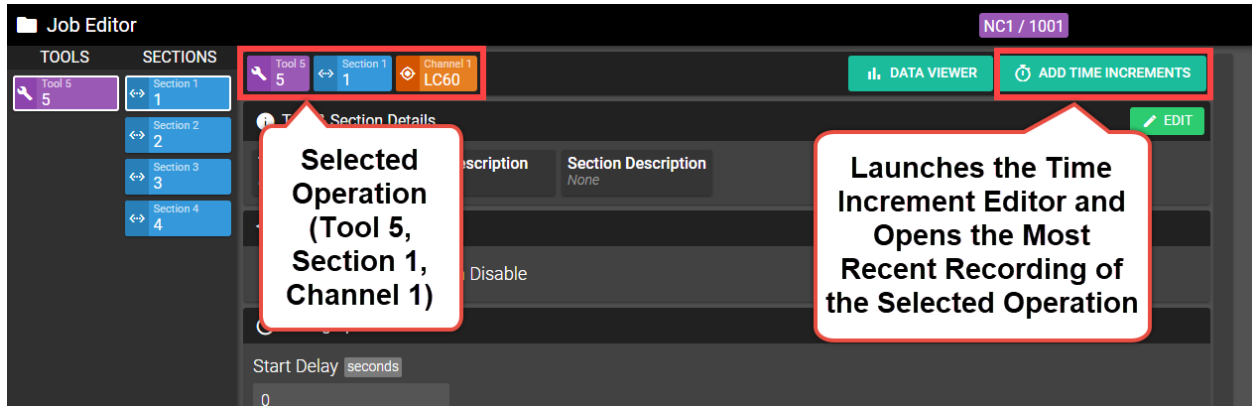 Job Editor
NC1 / 1001
TOOLS
SECTIONS
Tool 5
5
Section 1
1
Section 2
2
Section 3
3
Section 4
4
Tool 5
5
Section 1
1
Channel 1
LC60
DATA VIEWER
ADD TIME INCREMENTS
Section Details
EDIT
Section Description
None
Disable
Start Delay seconds
0
Selected
Operation
(Tool 5,
Section 1,
Channel 1)
Launches the Time
Increment Editor and
Opens the Most
Recent Recording of
the Selected Operation